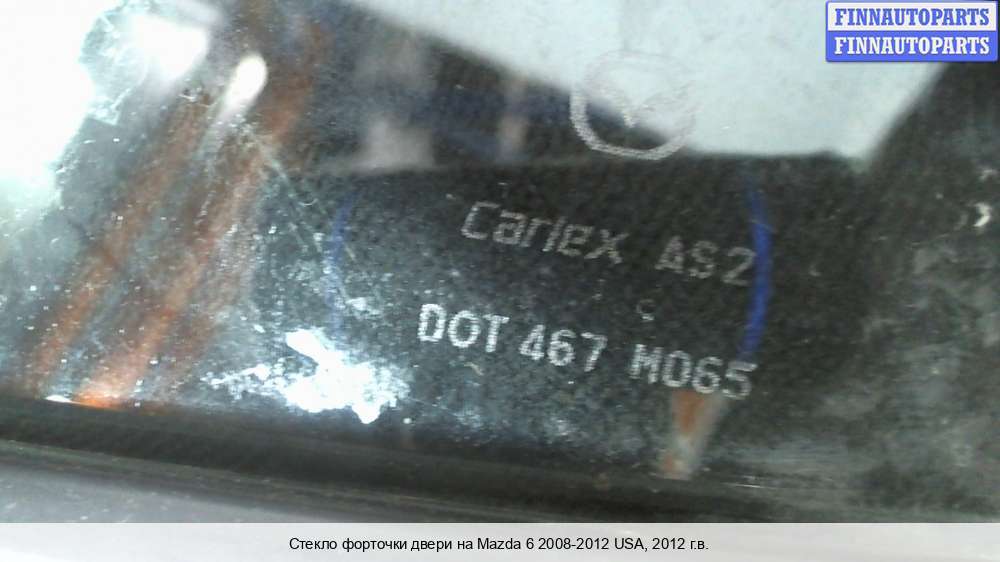 FINNAUTOPARTS
FINNAUTOPARTS
Carlex AS2
DOT 467 M065
Стекло форточки двери на Mazda 6 2008-2012 USA, 2012 г.в.